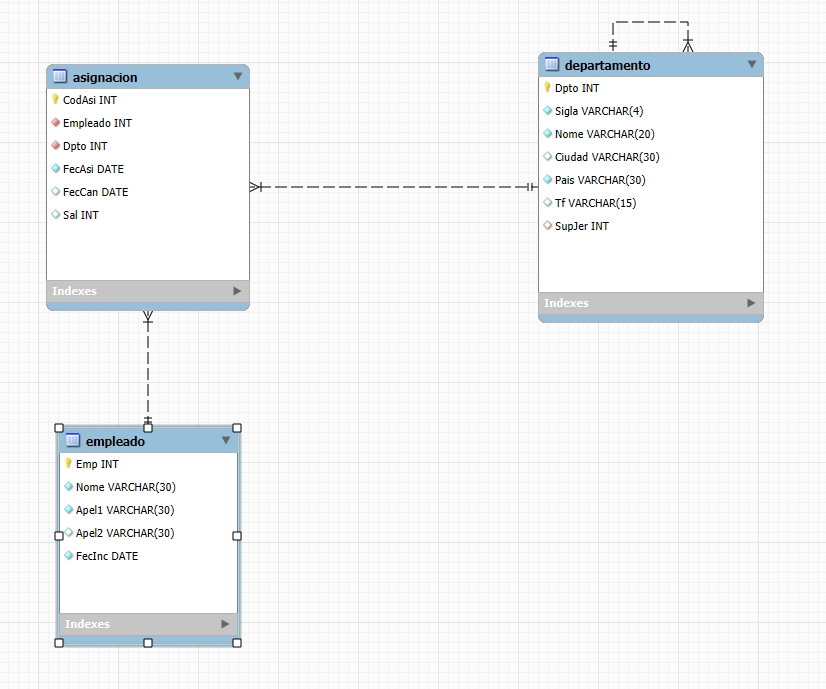 asignacion
CodAsi INT
Empleado INT
Dpto INT
FecAsi DATE
FecCan DATE
Sal INT
Indexes
departamento
Dpto INT
Sigla VARCHAR(4)
Nome VARCHAR(20)
Ciudad VARCHAR(30)
Pais VARCHAR(30)
Tf VARCHAR(15)
SupJer INT
Indexes
empleado
Emp INT
Nome VARCHAR(30)
Apel1 VARCHAR(30)
Apel2 VARCHAR(30)
FecInc DATE
Indexes